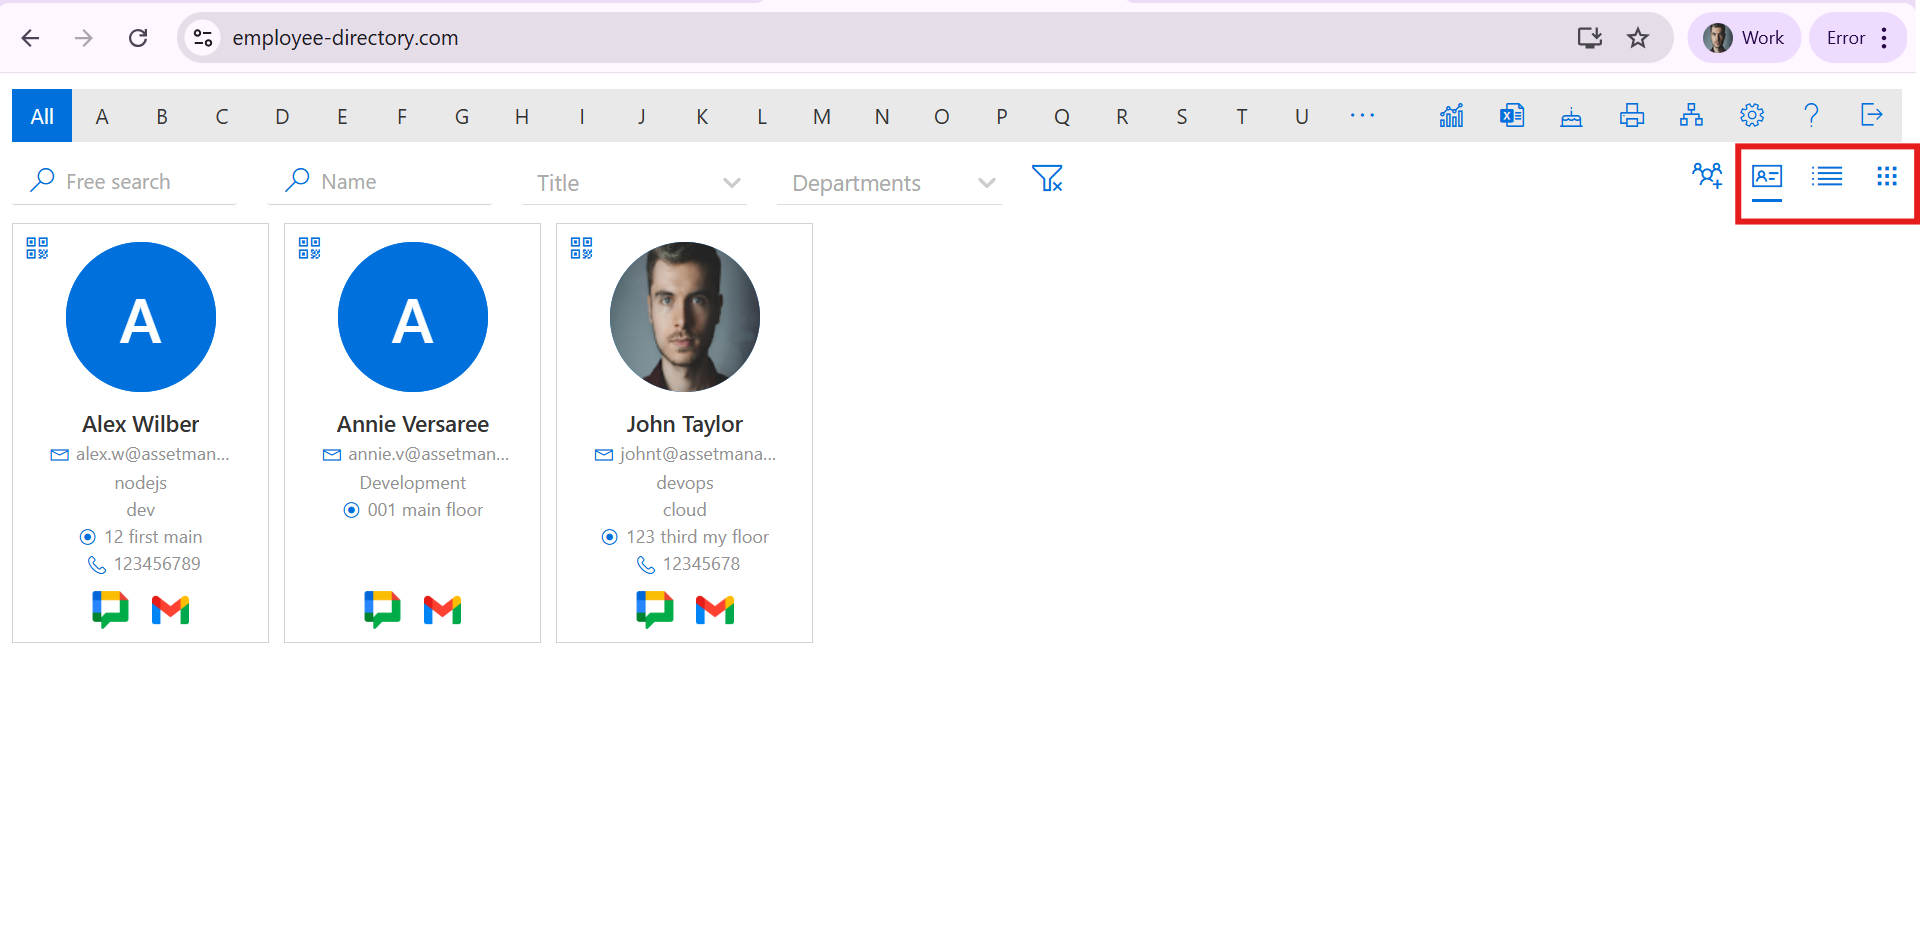 employee-directory.com
Work
Error
All A B C D E F G H I J K L M N O P Q R S T U ...
Free search
Name
Title
Departments
A
Alex Wilber
alex.w@assetman...
nodejs
dev
12 first main
123456789
A
Annie Versaree
annie.v@assetman...
Development
001 main floor
John Taylor
johnt@assetmana...
devops
cloud
123 third my floor
12345678